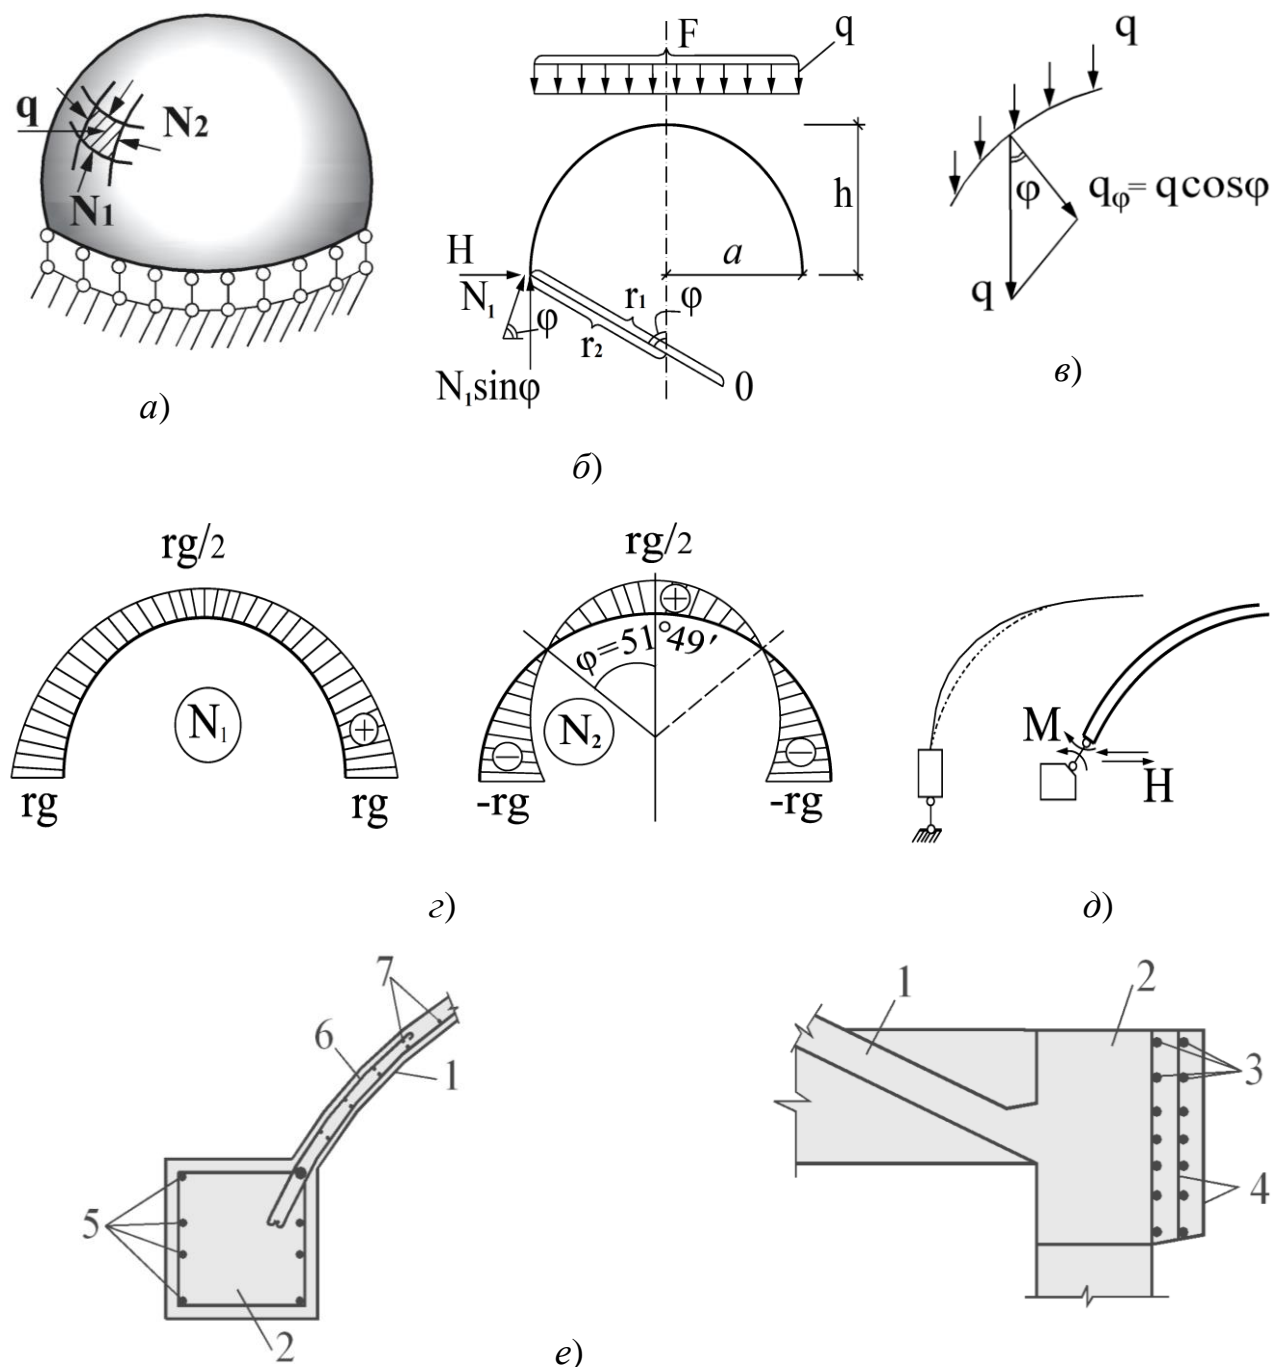 q
N2
N1
а)
F
q
h
H
a
N₁
φ
r₁
φ
r₂
N₁sinφ
0
б)
q
φ
qφ= qcosφ
q
в)
rg/2
N₁
rg
rg
rg/2
φ=51°49′
N₂
-rg
-rg
г)
M
H
д)
7
6
1
5
2
1
2
3
4
е)